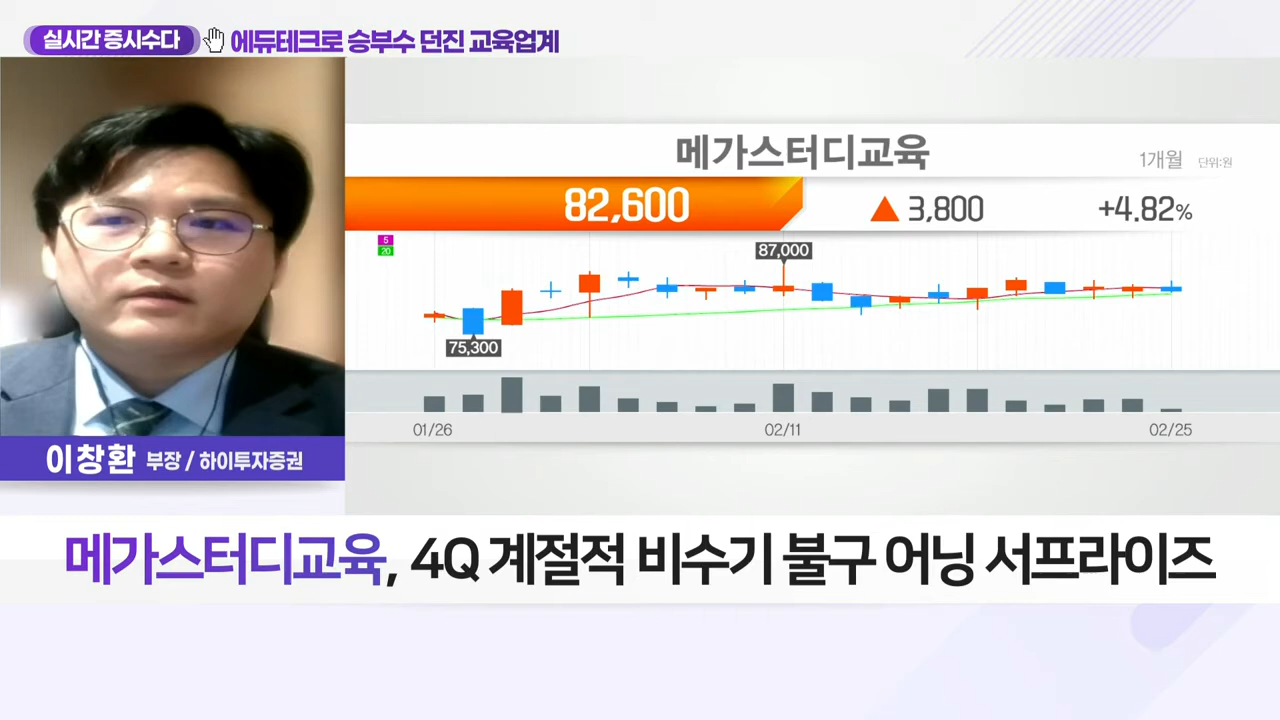 실시간 증시수다 에듀테크로 승부수 던진 교육업계
메가스터디교육
1개월 단위:원
82,600 ▲ 3,800 +4.82%
5
20
87,000
75,300
01/26 02/11 02/25
이창환 부장 / 하이투자증권
메가스터디교육, 4Q 계절적 비수기 불구 어닝 서프라이즈